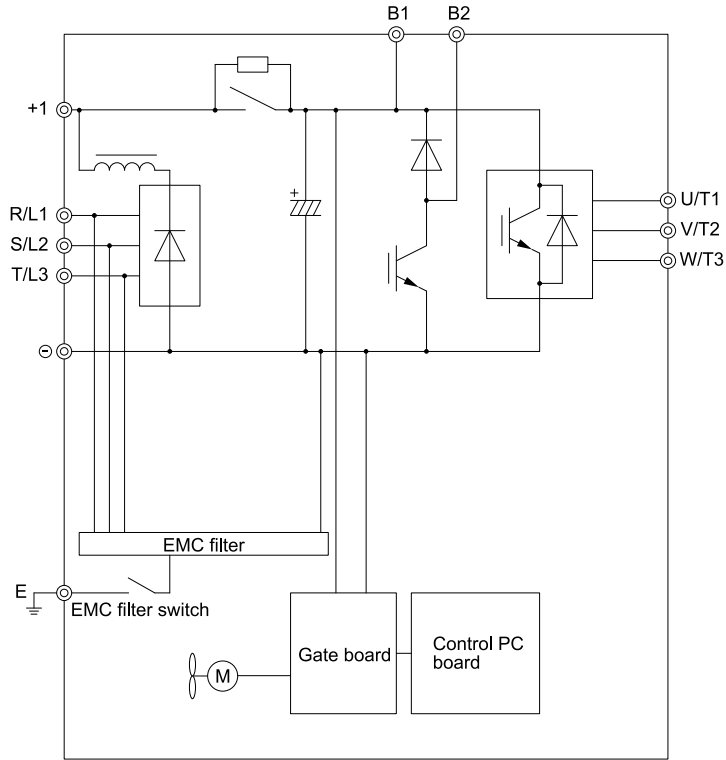 B1
B2
+1
+
R/L1
S/L2
T/L3
U/T1
V/T2
W/T3
⊖
EMC filter
E
EMC filter switch
Gate board
Control PC
board
M